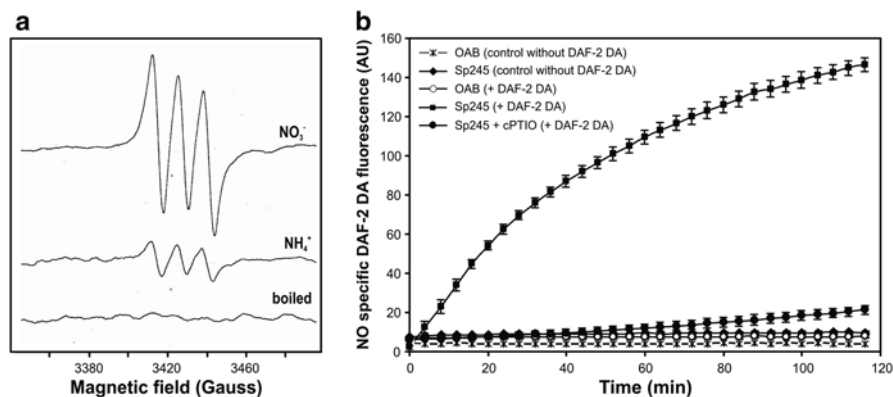 a
NO₃⁻
NH₄⁺
boiled
3380 3420 3460
Magnetic field (Gauss)
b
NO specific DAF-2 DA fluorescence (AU)
160
140
120
100
80
60
40
20
0
OAB (control without DAF-2 DA)
Sp245 (control without DAF-2 DA)
OAB (+ DAF-2 DA)
Sp245 (+ DAF-2 DA)
Sp245 + cPTIO (+ DAF-2 DA)
0 20 40 60 80 100 120
Time (min)